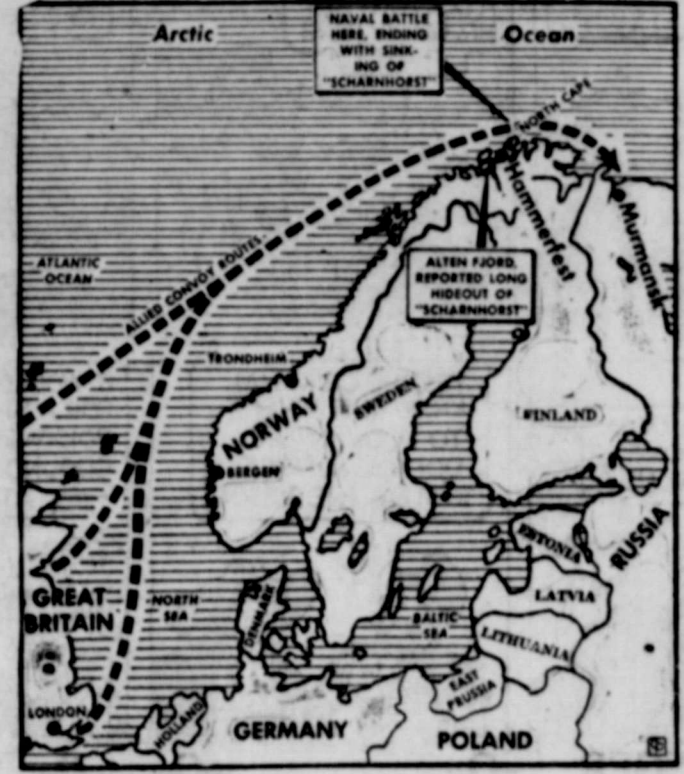 Arctic
Ocean
NAVAL BATTLE
HERE, ENDING
WITH SINK-
ING OF
"SCHARNHORST"
NORTH CAPE
Hammerfest
Murmansk
ATLANTIC
OCEAN
ALLIED CONVOY ROUTES
ALTEN FJORD,
REPORTED LONG
HIDEOUT OF
"SCHARNHORST"
TRONDHEIM
NORWAY
SWEDEN
FINLAND
BERGEN
RUSSIA
ESTONIA
GREAT
BRITAIN
NORTH
SEA
DENMARK
BALTIC
SEA
LATVIA
LITHUANIA
EAST
PRUSSIA
LONDON
HOLLAND
GERMANY
POLAND